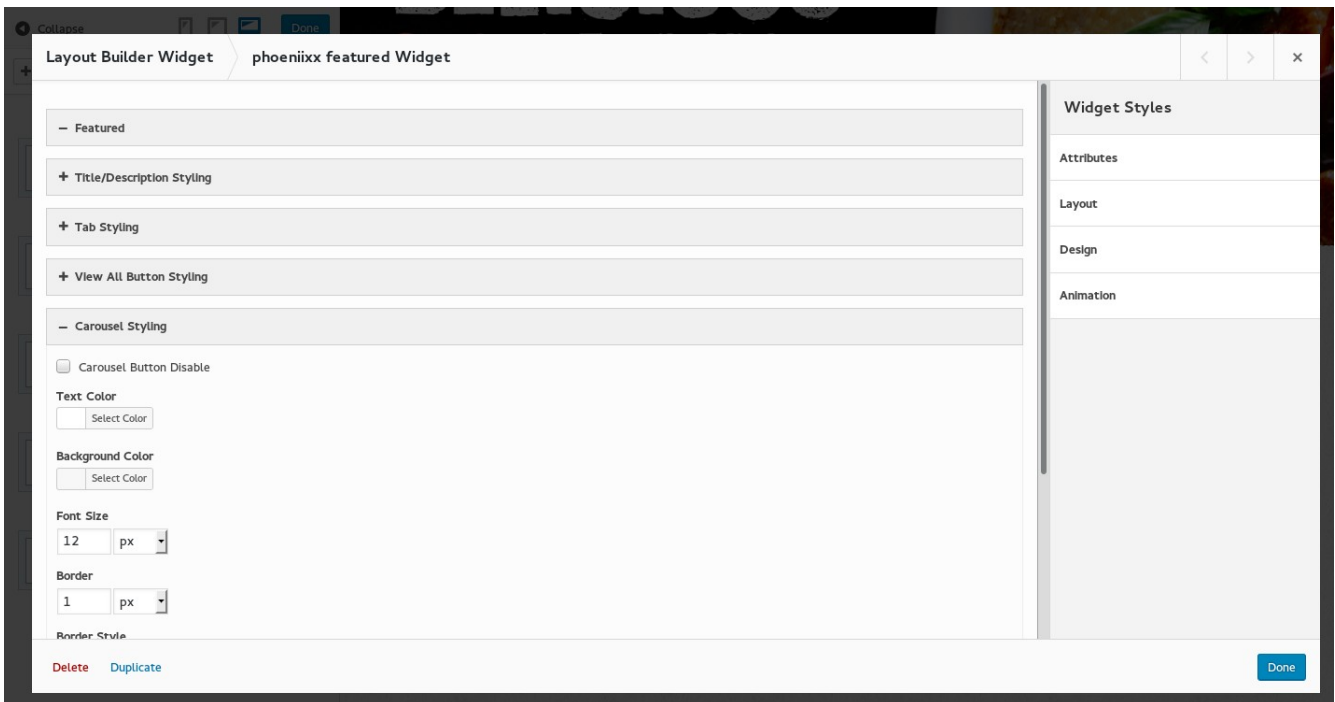 Collapse
Done
Layout Builder Widget phoeniixx featured Widget
Widget Styles
− Featured
+ Title/Description Styling
+ Tab Styling
+ View All Button Styling
− Carousel Styling
Carousel Button Disable
Text Color
Select Color
Background Color
Select Color
Font Size
12 px
Border
1 px
Border Style
Attributes
Layout
Design
Animation
Delete Duplicate
Done